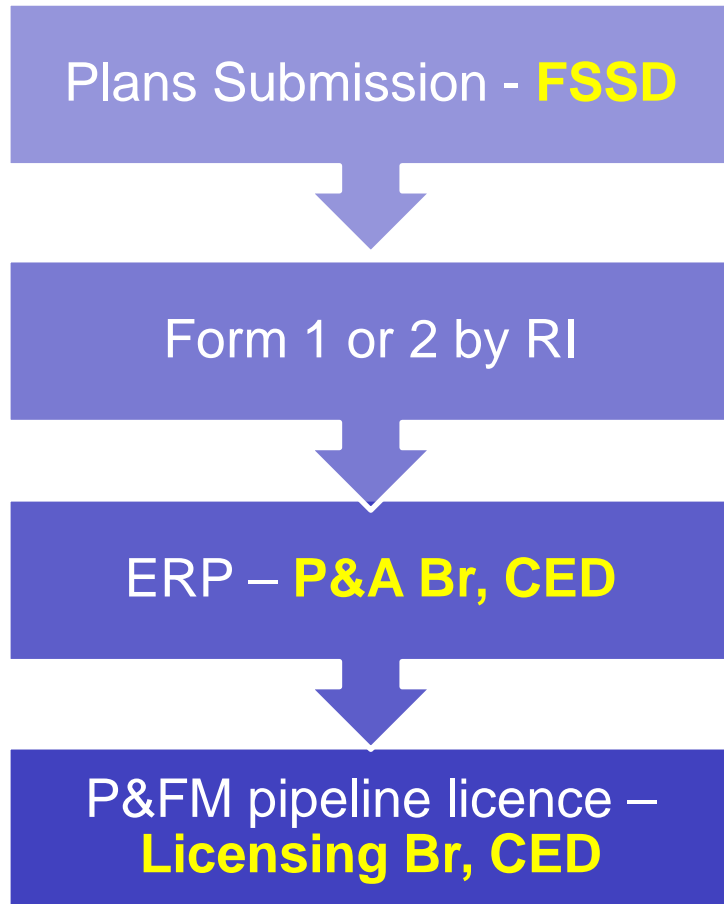 Plans Submission - FSSD
Form 1 or 2 by RI
ERP – P&A Br, CED
P&FM pipeline licence –
Licensing Br, CED